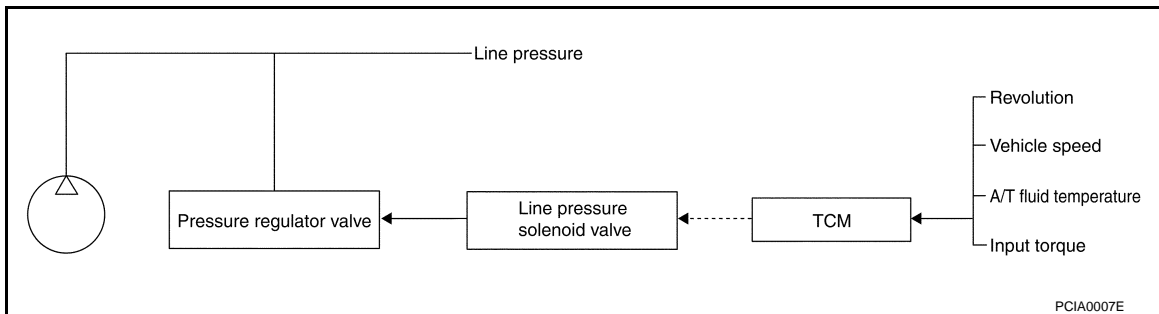 Line pressure
Revolution
Vehicle speed
A/T fluid temperature
Input torque
Pressure regulator valve
Line pressure
solenoid valve
TCM
PCIA0007E